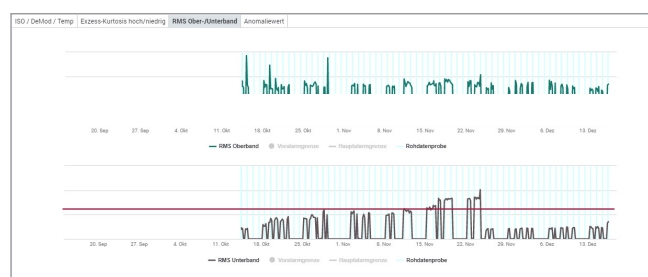 ISO / DeMod / Temp Exzess-Kurtosis hoch/niedrig RMS Ober-/Unterband Anomaliewert
20. Sep 27. Sep 4. Okt 11. Okt 18. Okt 25. Okt 1. Nov 8. Nov 15. Nov 22. Nov 29. Nov 6. Dez 13. Dez
RMS Oberband Voralarmgrenze Hauptalarmgrenze Rohdatenprobe
20. Sep 27. Sep 4. Okt 11. Okt 18. Okt 25. Okt 1. Nov 8. Nov 15. Nov 22. Nov 29. Nov 6. Dez 13. Dez
RMS Unterband Voralarmgrenze Hauptalarmgrenze Rohdatenprobe